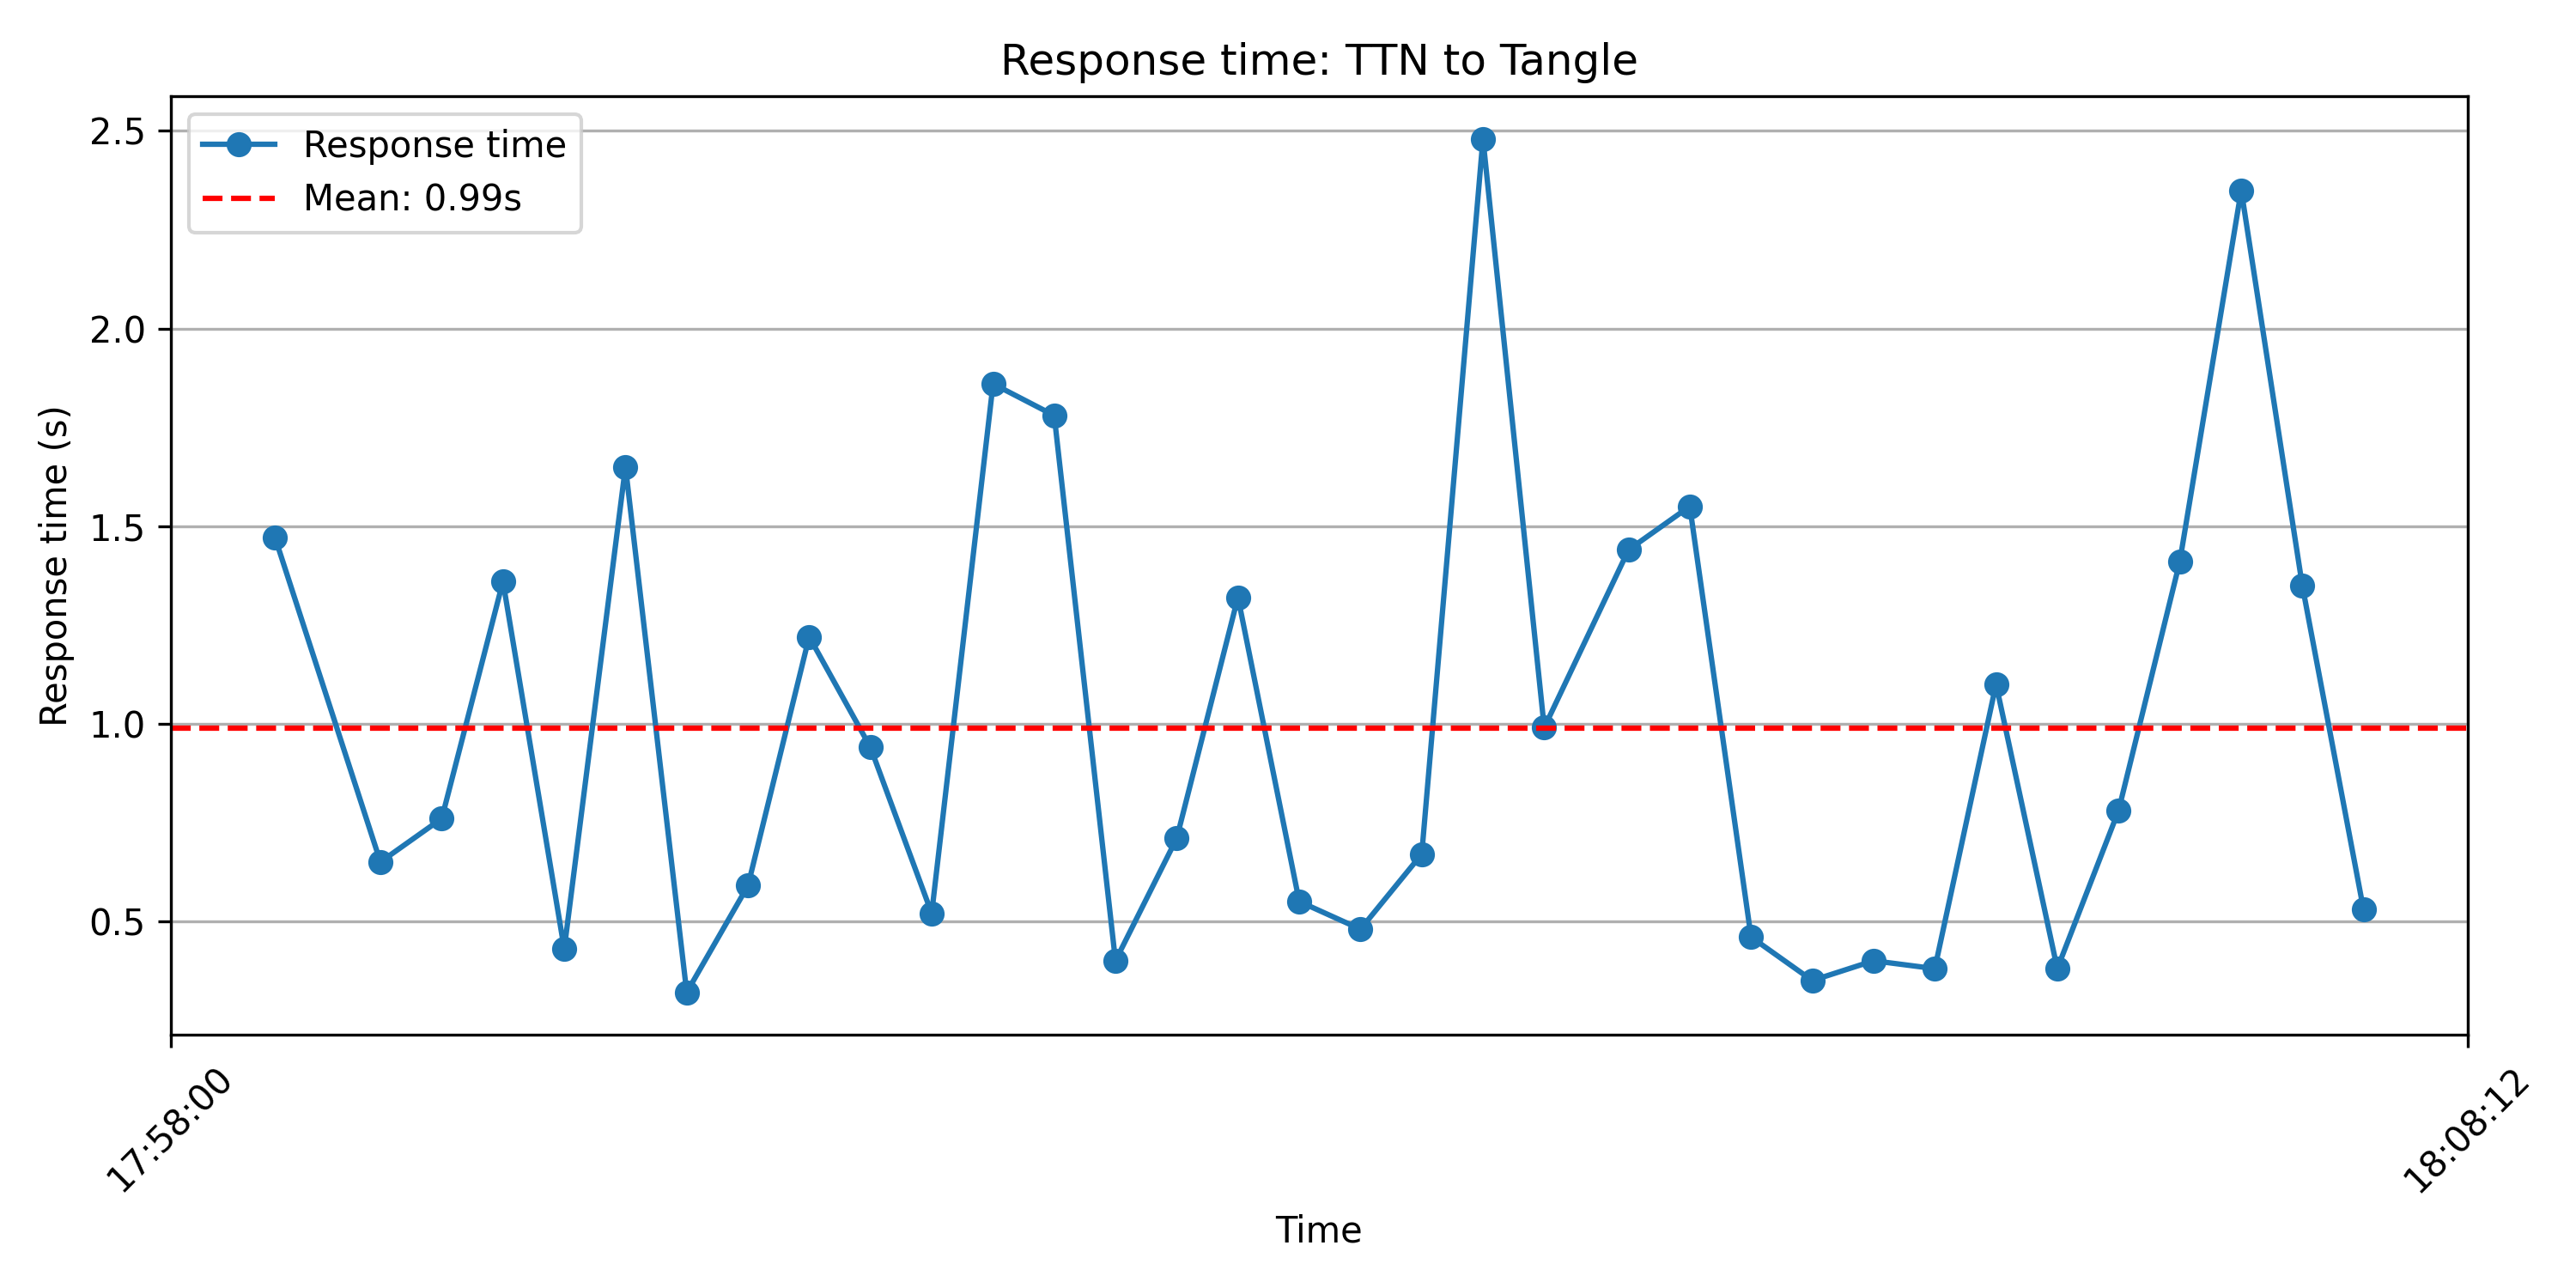 Response time: TTN to Tangle
Response time
Mean: 0.99s
2.5
2.0
1.5
1.0
0.5
Response time (s)
17:58:00
18:08:12
Time